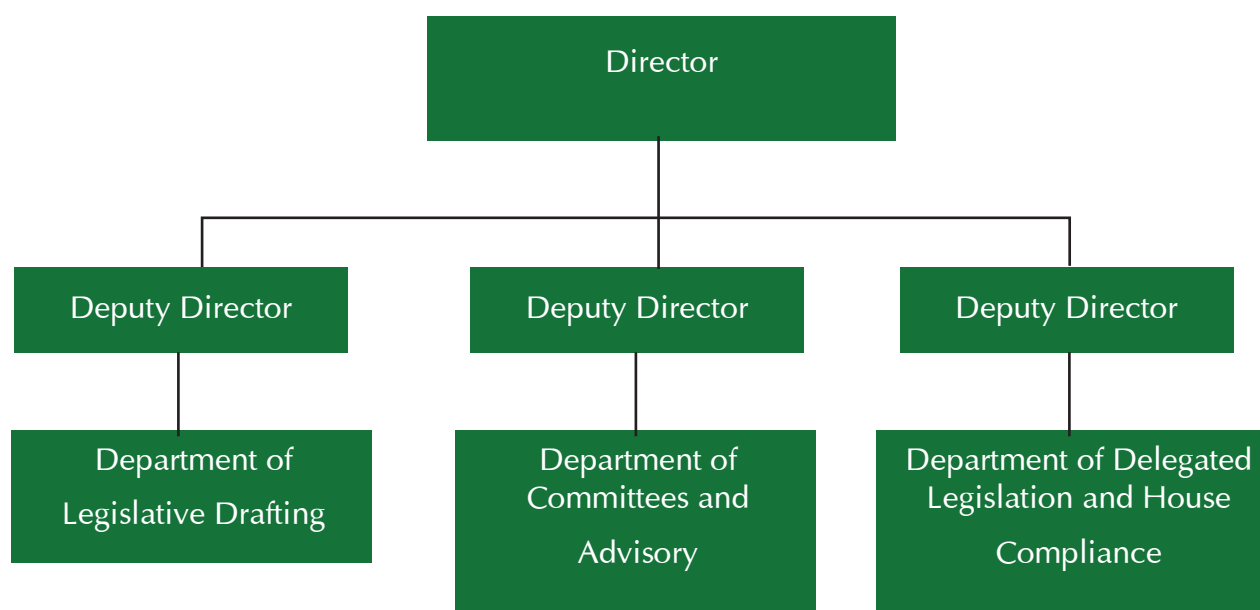 Director
Deputy Director
Deputy Director
Deputy Director
Department of
Legislative Drafting
Department of
Committees and
Advisory
Department of Delegated
Legislation and House
Compliance